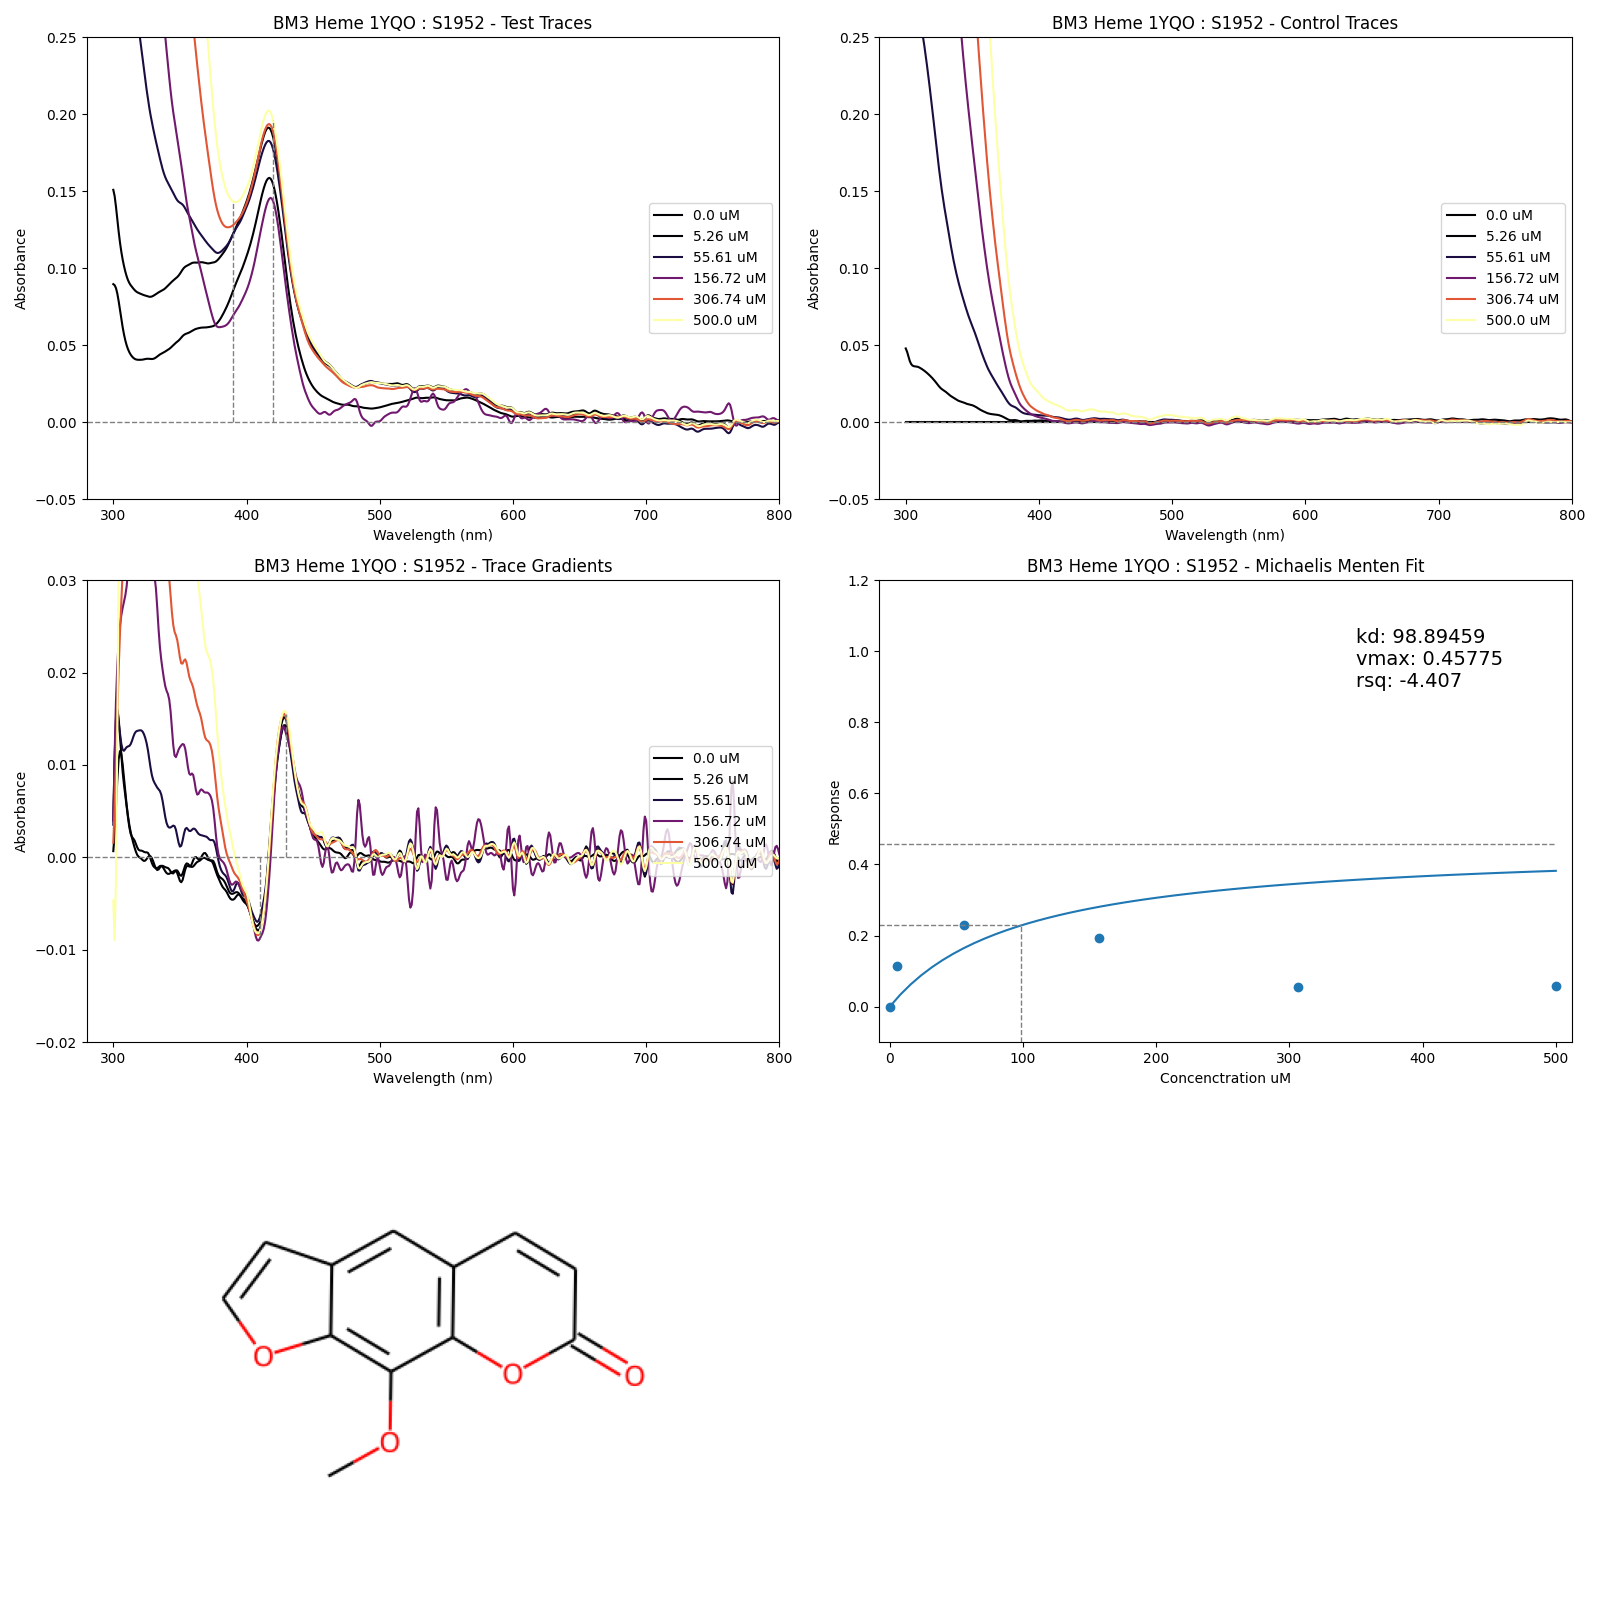 BM3 Heme 1YQO : S1952 - Test Traces
0.25
0.20
0.15
0.10
0.05
0.00
−0.05
Absorbance
300
400
500
600
700
800
Wavelength (nm)
0.0 uM
5.26 uM
55.61 uM
156.72 uM
306.74 uM
500.0 uM
BM3 Heme 1YQO : S1952 - Control Traces
0.25
0.20
0.15
0.10
0.05
0.00
−0.05
Absorbance
300
400
500
600
700
800
Wavelength (nm)
0.0 uM
5.26 uM
55.61 uM
156.72 uM
306.74 uM
500.0 uM
BM3 Heme 1YQO : S1952 - Trace Gradients
0.03
0.02
0.01
0.00
−0.01
−0.02
Absorbance
300
400
500
600
700
800
Wavelength (nm)
0.0 uM
5.26 uM
55.61 uM
156.72 uM
306.74 uM
500.0 uM
BM3 Heme 1YQO : S1952 - Michaelis Menten Fit
1.2
1.0
0.8
0.6
0.4
0.2
0.0
Response
kd: 98.89459
vmax: 0.45775
rsq: -4.407
0
100
200
300
400
500
Concenctration uM
O
O
O
O